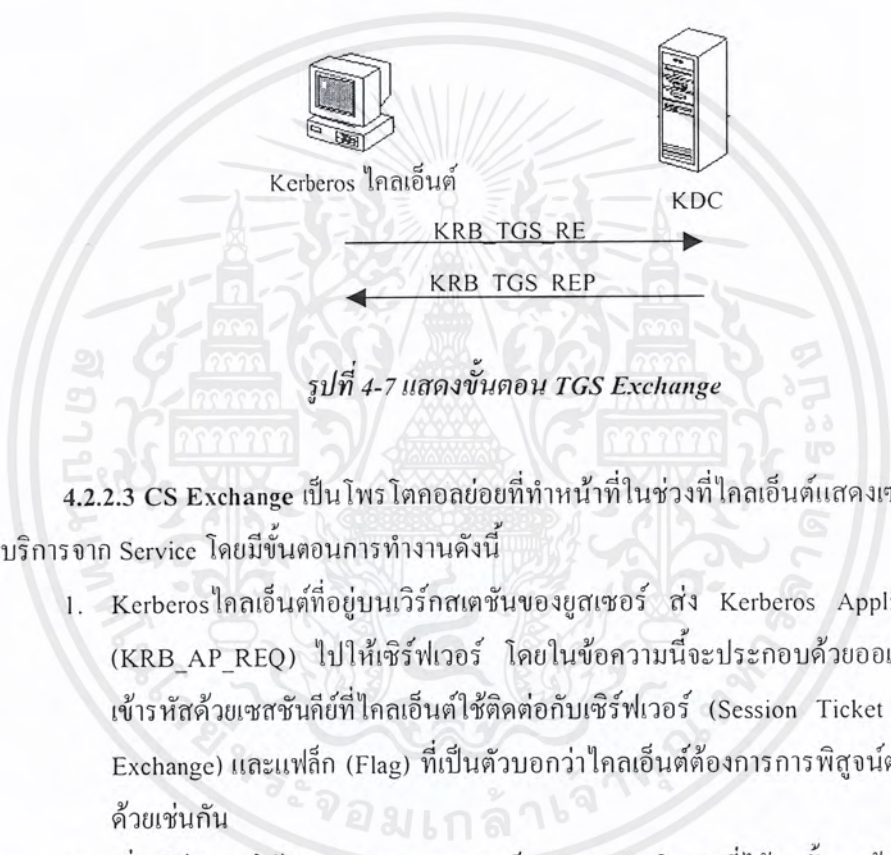 Kerberos ไคลเอ็นต์
KDC
KRB_TGS_RE
KRB_TGS_REP
รูปที่ 4-7 แสดงขั้นตอน TGS Exchange
4.2.2.3 CS Exchange เป็นโพรโตคอลย่อยที่ทำหน้าที่ในช่วงที่ไคลเอ็นต์แสดงเซ
บริการจาก Service โดยมีขั้นตอนการทำงานดังนี้
1. Kerberosไคลเอ็นต์ที่อยู่บนเวิร์กสเตชันของยูสเซอร์ ส่ง Kerberos Appli
(KRB_AP_REQ) ไปให้เซิร์ฟเวอร์ โดยในข้อความนี้จะประกอบด้วยออเ
เข้ารหัสด้วยเซสชันคีย์ที่ไคลเอ็นต์ใช้ติดต่อกับเซิร์ฟเวอร์ (Session Ticket
Exchange) และแฟล็ก (Flag) ที่เป็นตัวบอกว่าไคลเอ็นต์ต้องการการพิสูจน์ต
ด้วยเช่นกัน